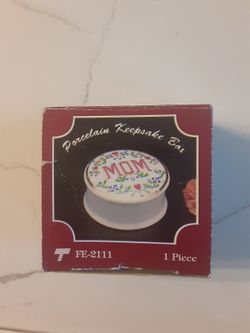 Porcelain Keepsake Box
MOM
FE-2111
1 Piece